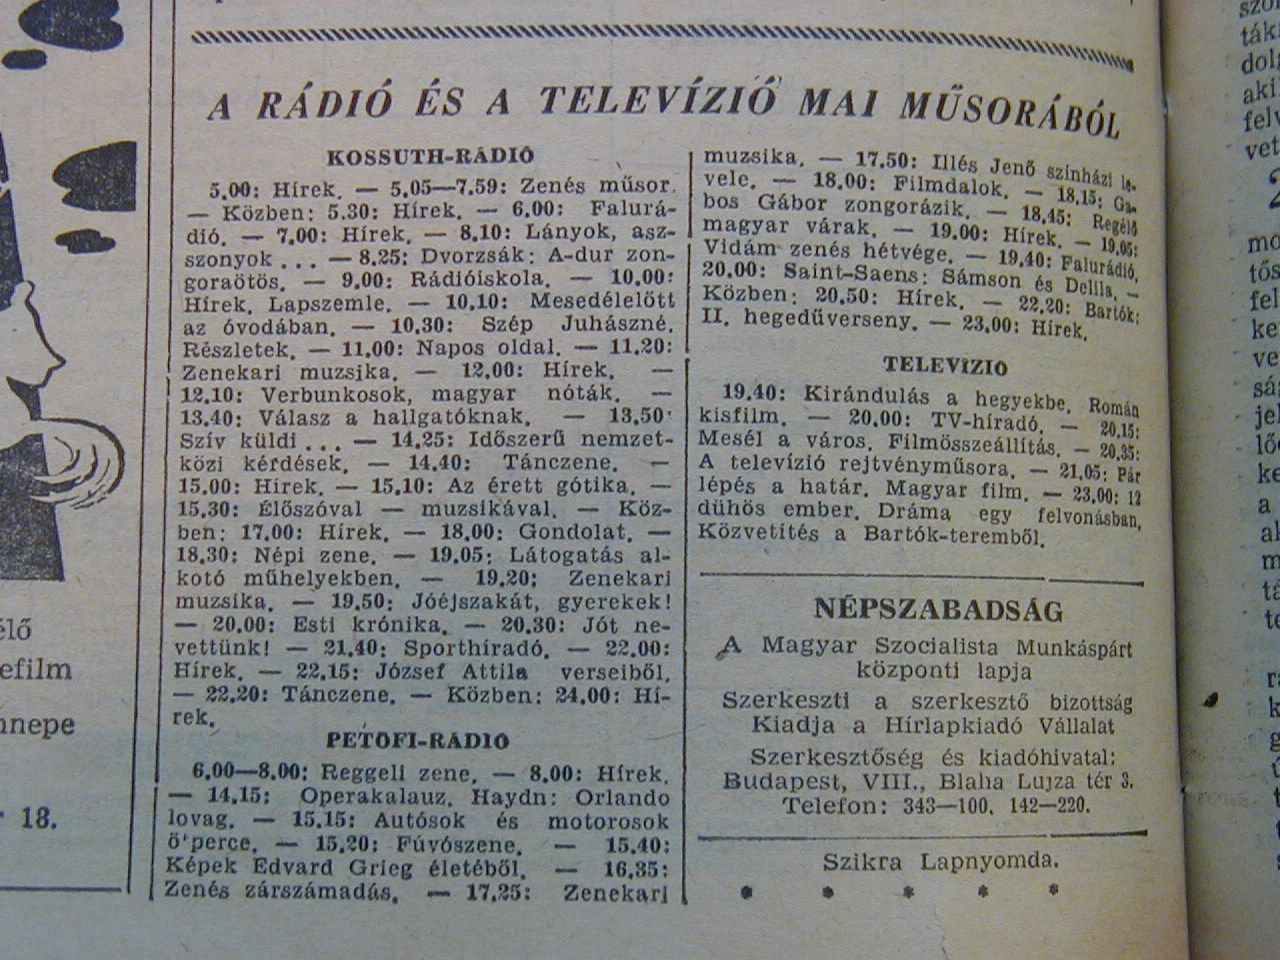 A RÁDIÓ ÉS A TELEVÍZIÓ MAI MŰSORÁBÓL
KOSSUTH-RÁDIÓ
5.00: Hírek. — 5.05—7.59: Zenés műsor.
— Közben: 5.30: Hírek. — 6.00: Falurá-
dió. — 7.00: Hírek. — 8.10: Lányok, asz-
szonyok ... — 8.25: Dvorzsák: A-dur zon-
goraötös. — 9.00: Rádióiskola. — 10.00:
Hírek. Lapszemle. — 10.10: Mesedélelőtt
az óvodában. — 10.30: Szép Juhászné.
Részletek. — 11.00: Napos oldal. — 11.20:
Zenekari muzsika. — 12.00: Hírek. —
12.10: Verbunkosok, magyar nóták. —
13.40: Válasz a hallgatóknak. — 13.50:
Szív küldi ... — 14.25: Időszerű nemzet-
közi kérdések. — 14.40: Tánczene. —
15.00: Hírek. — 15.10: Az érett gótika. —
15.30: Élőszóval — muzsikával. — Köz-
ben: 17.00: Hírek. — 18.00: Gondolat. —
18.30: Népi zene. — 19.05: Látogatás al-
kotó műhelyekben. — 19.20: Zenekari
muzsika. — 19.50: Jóéjszakát, gyerekek!
— 20.00: Esti krónika. — 20.30: Jót ne-
vettünk! — 21.40: Sporthíradó. — 22.00:
Hírek. — 22.15: József Attila verseiből.
— 22.20: Tánczene. — Közben: 24.00: Hí-
rek.
PETŐFI-RÁDIÓ
6.00—8.00: Reggeli zene. — 8.00: Hírek.
— 14.15: Operakalauz. Haydn: Orlando
lovag. — 15.15: Autósok és motorosok
ö'perce. — 15.20: Fúvószene. — 15.40:
Képek Edvard Grieg életéből. — 16.35:
Zenés zárszámadás. — 17.25: Zenekari
muzsika. — 17.50: Illés Jenő színházi le-
vele. — 18.00: Filmdalok. — 18.15: Ga-
bos Gábor zongorázik. — 18.45: Regélő
magyar várak. — 19.00: Hírek. — 19.05:
Vidám zenés hétvége. — 19.40: Falurádió.
20.00: Saint-Saens: Sámson és Delila. —
Közben: 20.50: Hírek. — 22.20: Bartók:
II. hegedűverseny. — 23.00: Hírek.
TELEVÍZIÓ
19.40: Kirándulás a hegyekbe. Román
kisfilm. — 20.00: TV-híradó. — 20.15:
Mesél a város. Filmösszeállítás. — 20.35:
A televízió rejtvényműsora. — 21.05: Pár
lépés a határ. Magyar film. — 23.00: 12
dühös ember. Dráma egy felvonásban.
Közvetítés a Bartók-teremből.
NÉPSZABADSÁG
A Magyar Szocialista Munkáspárt
központi lapja
Szerkeszti a szerkesztő bizottság
Kiadja a Hírlapkiadó Vállalat
Szerkesztőség és kiadóhivatal:
Budapest, VIII., Blaha Lujza tér 3.
Telefon: 343—100. 142—220.
Szikra Lapnyomda.
18.